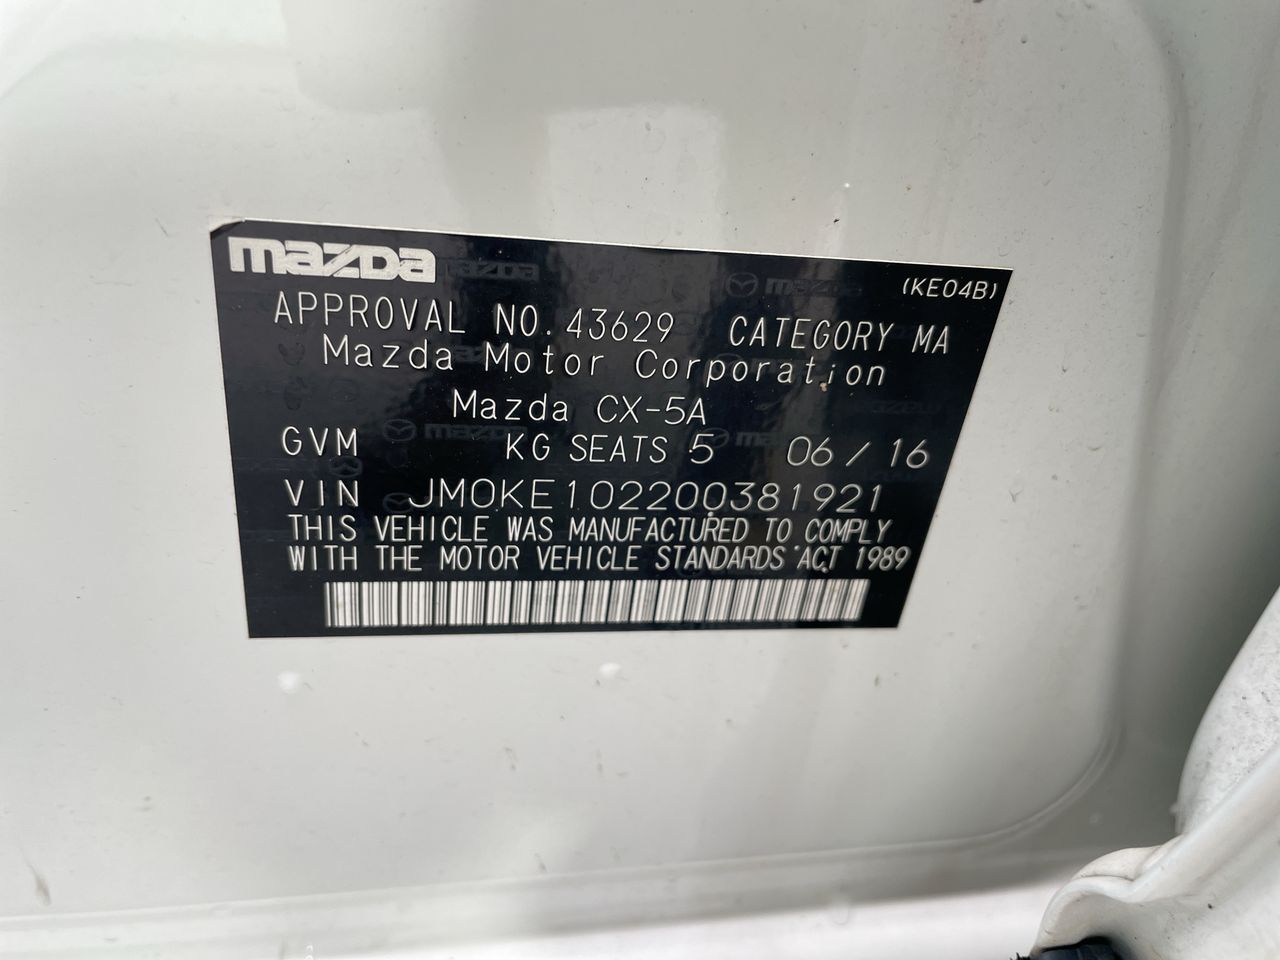 mazda (KE04B)
APPROVAL NO. 43629 CATEGORY MA
Mazda Motor Corporation
Mazda CX-5A
GVM KG SEATS 5 06/16
VIN JM0KE102200381921
THIS VEHICLE WAS MANUFACTURED TO COMPLY
WITH THE MOTOR VEHICLE STANDARDS ACT 1989